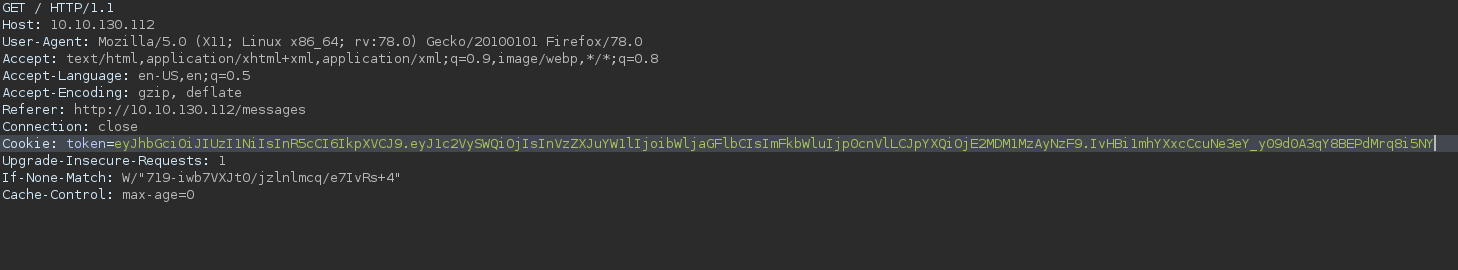 GET / HTTP/1.1
Host: 10.10.130.112
User-Agent: Mozilla/5.0 (X11; Linux x86_64; rv:78.0) Gecko/20100101 Firefox/78.0
Accept: text/html,application/xhtml+xml,application/xml;q=0.9,image/webp,*/*;q=0.8
Accept-Language: en-US,en;q=0.5
Accept-Encoding: gzip, deflate
Referer: http://10.10.130.112/messages
Connection: close
Cookie: token=eyJhbGciOiJIUzI1NiIsInR5cCI6IkpXVCJ9.eyJ1c2VySWQiOjIsInVzZXJuYW1lIjoibWljaGFlbCIsImFkbWluIjp0cnVlLCJpYXQiOjE2MDM1MzAyNzF9.IvHBi1mhYXxcCcuNe3eY_y09d0A3qY8BEPdMrq8i5NY
Upgrade-Insecure-Requests: 1
If-None-Match: W/"719-iwb7VXJtO/jzlnlmcq/e7IvRs+4"
Cache-Control: max-age=0